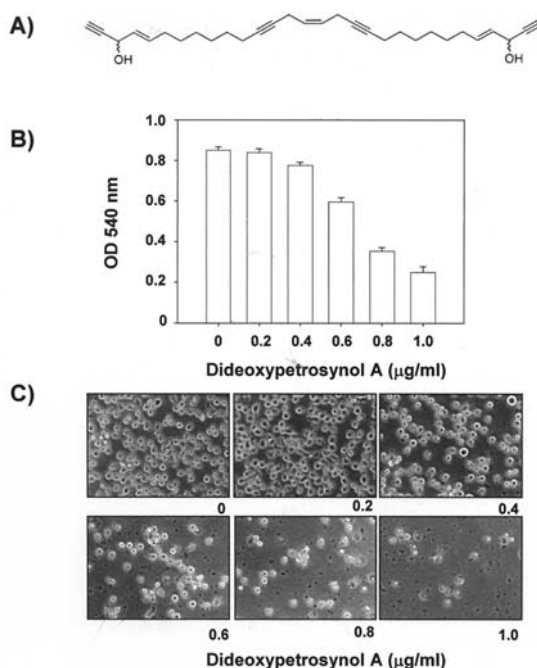 A)
OH
OH
B)
1.0
0.8
0.6
0.4
0.2
0
OD 540 nm
0 0.2 0.4 0.6 0.8 1.0
Dideoxypetrosynol A (μg/ml)
C)
0 0.2 0.4
0.6 0.8 1.0
Dideoxypetrosynol A (μg/ml)